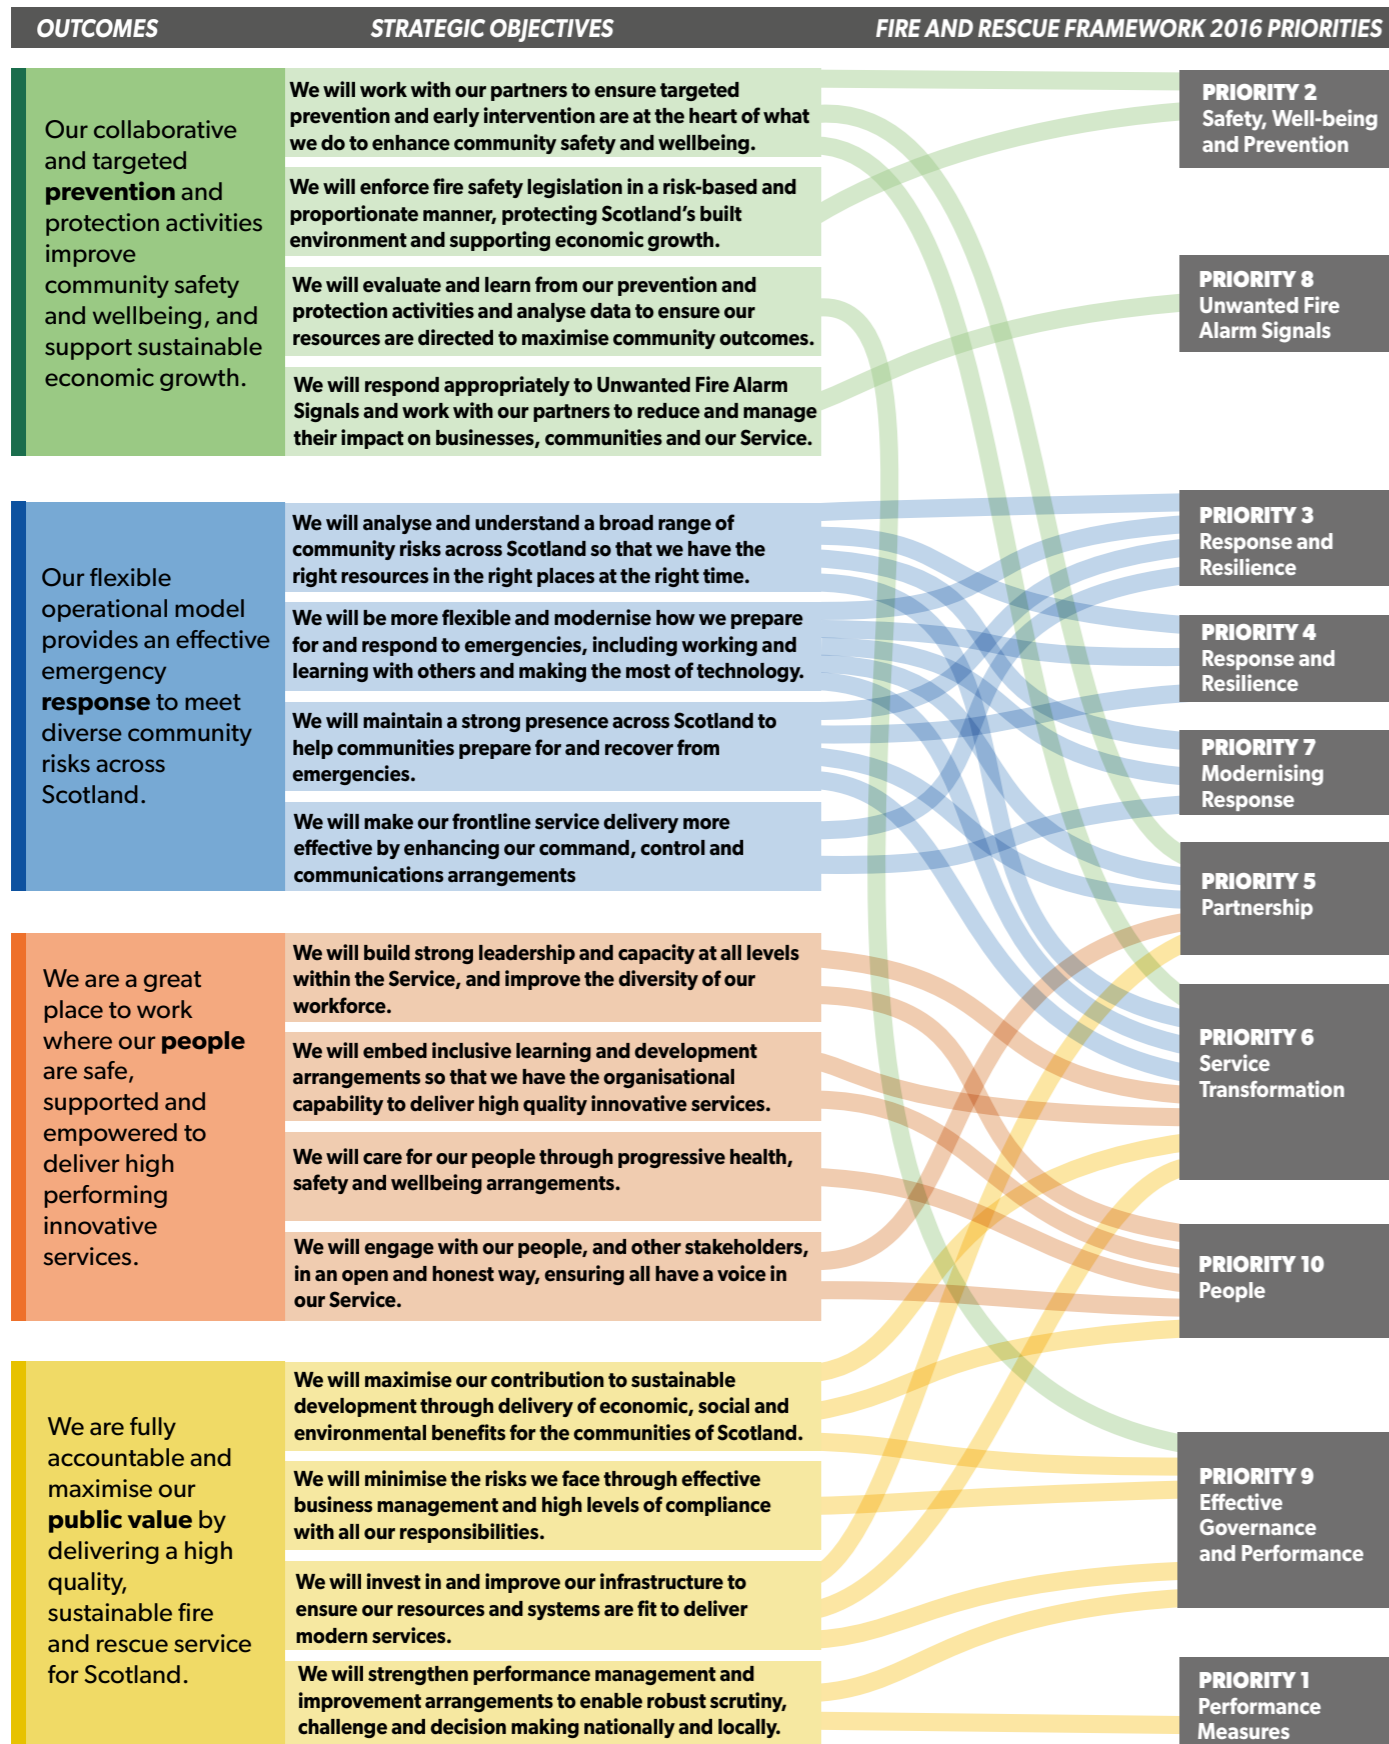 OUTCOMES
STRATEGIC OBJECTIVES
FIRE AND RESCUE FRAMEWORK 2016 PRIORITIES
Our collaborative
and targeted
prevention and
protection activities
improve
community safety
and wellbeing, and
support sustainable
economic growth.
We will work with our partners to ensure targeted
prevention and early intervention are at the heart of what
we do to enhance community safety and wellbeing.
We will enforce fire safety legislation in a risk-based and
proportionate manner, protecting Scotland's built
environment and supporting economic growth.
We will evaluate and learn from our prevention and
protection activities and analyse data to ensure our
resources are directed to maximise community outcomes.
We will respond appropriately to Unwanted Fire Alarm
Signals and work with our partners to reduce and manage
their impact on businesses, communities and our Service.
Our flexible
operational model
provides an effective
emergency
response to meet
diverse community
risks across
Scotland.
We will analyse and understand a broad range of
community risks across Scotland so that we have the
right resources in the right places at the right time.
We will be more flexible and modernise how we prepare
for and respond to emergencies, including working and
learning with others and making the most of technology.
We will maintain a strong presence across Scotland to
help communities prepare for and recover from
emergencies.
We will make our frontline service delivery more
effective by enhancing our command, control and
communications arrangements
We are a great
place to work
where our people
are safe,
supported and
empowered to
deliver high
performing
innovative
services.
We will build strong leadership and capacity at all levels
within the Service, and improve the diversity of our
workforce.
We will embed inclusive learning and development
arrangements so that we have the organisational
capability to deliver high quality innovative services.
We will care for our people through progressive health,
safety and wellbeing arrangements.
We will engage with our people, and other stakeholders,
in an open and honest way, ensuring all have a voice in
our Service.
We are fully
accountable and
maximise our
public value by
delivering a high
quality,
sustainable fire
and rescue service
for Scotland.
We will maximise our contribution to sustainable
development through delivery of economic, social and
environmental benefits for the communities of Scotland.
We will minimise the risks we face through effective
business management and high levels of compliance
with all our responsibilities.
We will invest in and improve our infrastructure to
ensure our resources and systems are fit to deliver
modern services.
We will strengthen performance management and
improvement arrangements to enable robust scrutiny,
challenge and decision making nationally and locally.
PRIORITY 2
Safety, Well-being
and Prevention
PRIORITY 8
Unwanted Fire
Alarm Signals
PRIORITY 3
Response and
Resilience
PRIORITY 4
Response and
Resilience
PRIORITY 7
Modernising
Response
PRIORITY 5
Partnership
PRIORITY 6
Service
Transformation
PRIORITY 10
People
PRIORITY 9
Effective
Governance
and Performance
PRIORITY 1
Performance
Measures